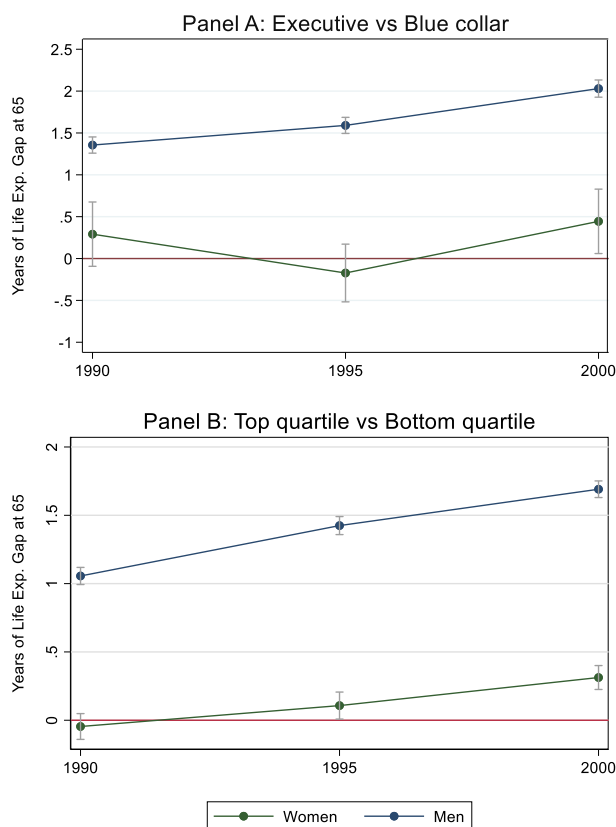 Panel A: Executive vs Blue collar
Years of Life Exp. Gap at 65
2.5
2
1.5
1
.5
0
-.5
-1
1990 1995 2000
Panel B: Top quartile vs Bottom quartile
Years of Life Exp. Gap at 65
2
1.5
1
.5
0
1990 1995 2000
Women Men